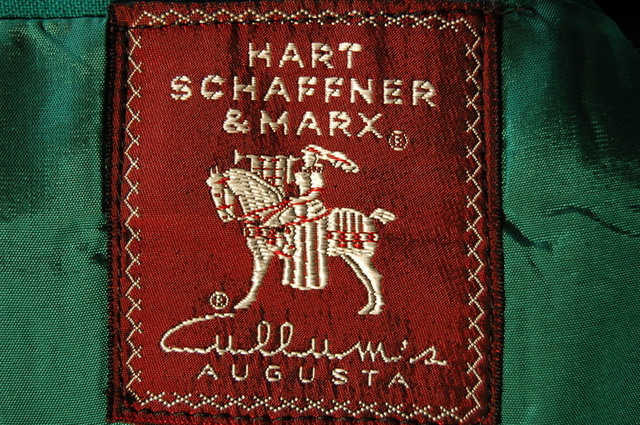 HART
SCHAFFNER
& MARX ®
®
Cullum's
AUGUSTA